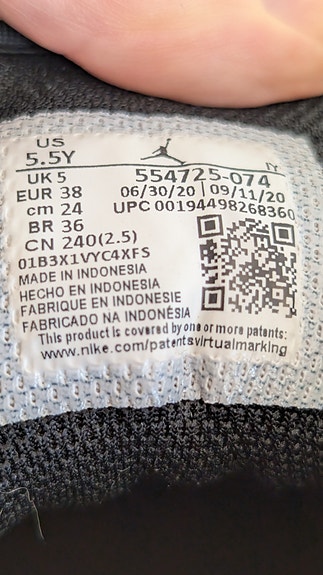 US
5.5Y
UK 5
EUR 38
cm 24
BR 36
CN 240(2.5)
IY
554725-074
06/30/20 | 09/11/20
UPC 00194498268360
01B3X1VYC4XFS
MADE IN INDONESIA
HECHO EN INDONESIA
FABRIQUE EN INDONESIE
FABRICADO NA INDONÉSIA
This product is covered by one or more patents:
www.nike.com/patentsvirtualmarking